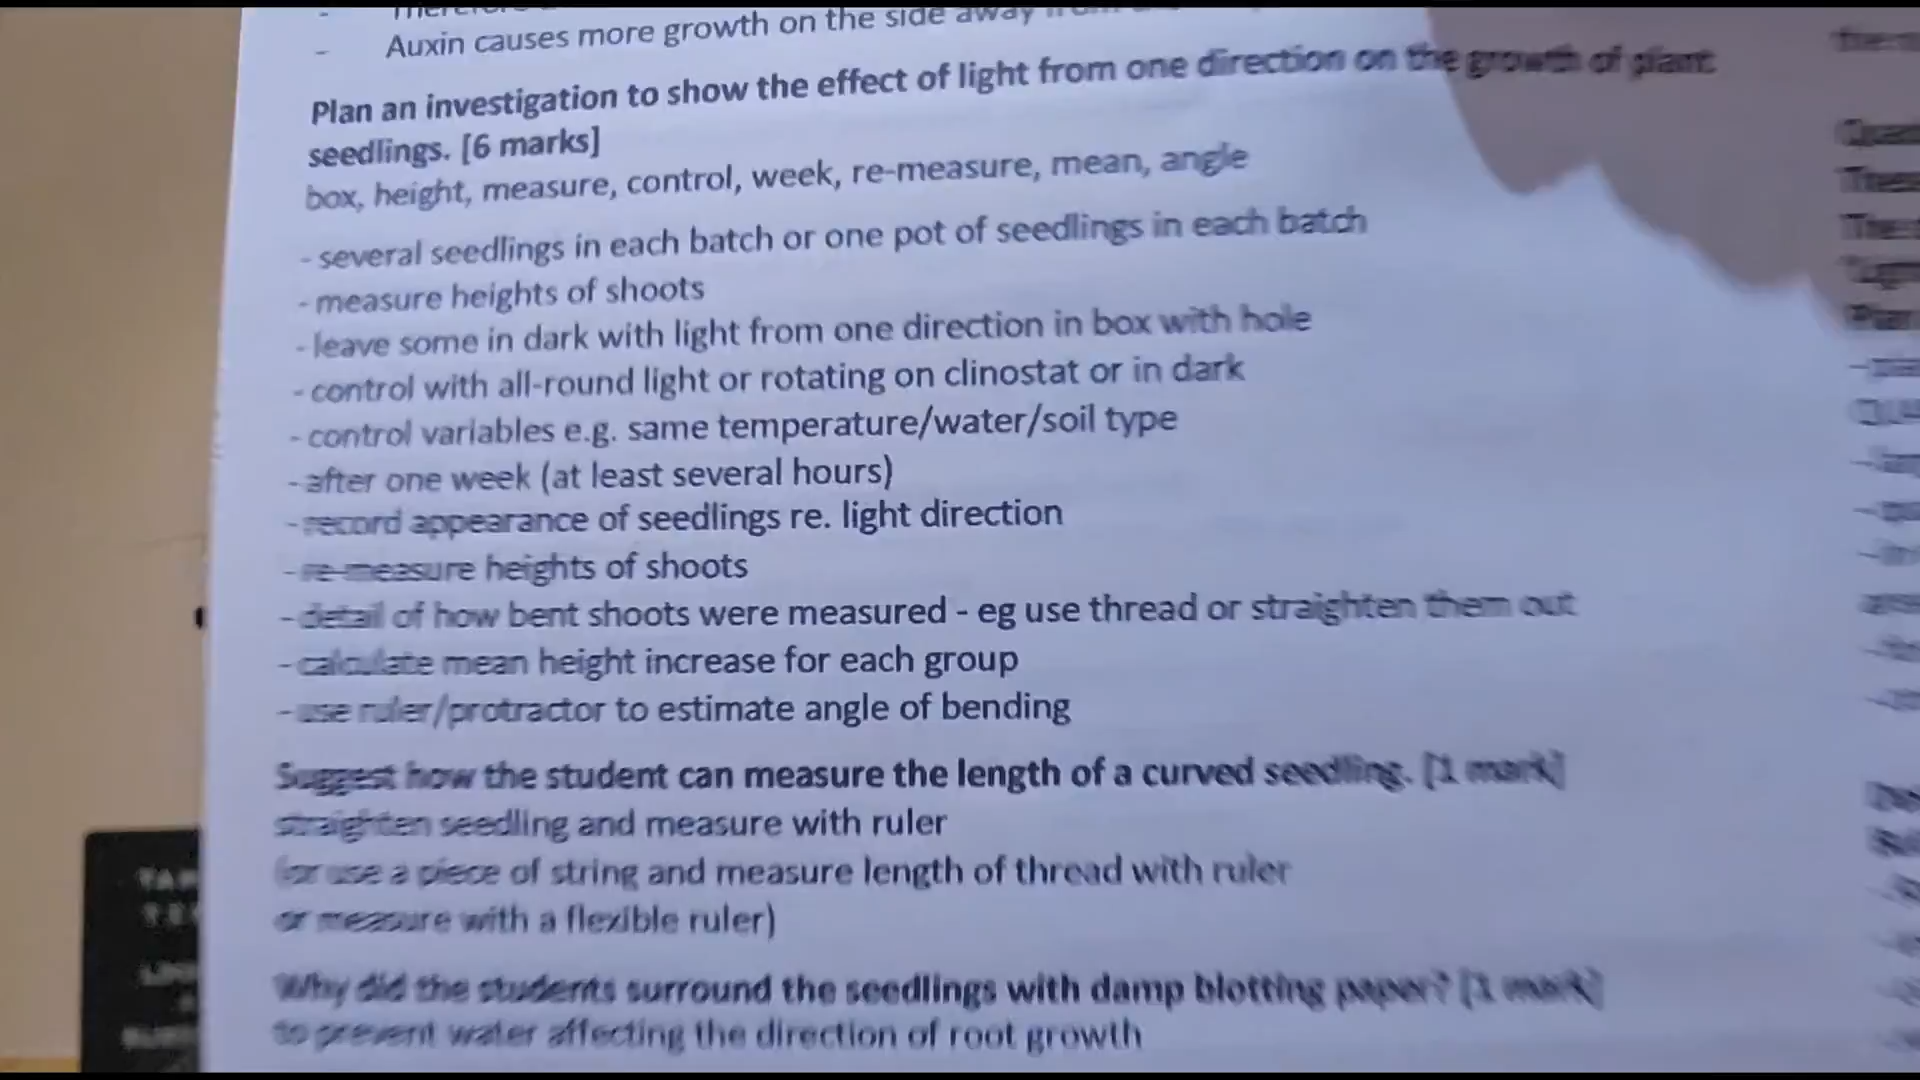 - Auxin causes more growth on the side away
Plan an investigation to show the effect of light from one direction on the growth of plant
seedlings. [6 marks]
box, height, measure, control, week, re-measure, mean, angle
- several seedlings in each batch or one pot of seedlings in each batch
- measure heights of shoots
- leave some in dark with light from one direction in box with hole
- control with all-round light or rotating on clinostat or in dark
- control variables e.g. same temperature/water/soil type
- after one week (at least several hours)
- record appearance of seedlings re. light direction
- re-measure heights of shoots
- detail of how bent shoots were measured - eg use thread or straighten them out
- calculate mean height increase for each group
- use ruler/protractor to estimate angle of bending
Suggest how the student can measure the length of a curved seedling. [1 mark]
straighten seedling and measure with ruler
(or use a piece of string and measure length of thread with ruler
or measure with a flexible ruler)
Why did the students surround the seedlings with damp blotting paper? [1 mark]
to prevent water affecting the direction of root growth